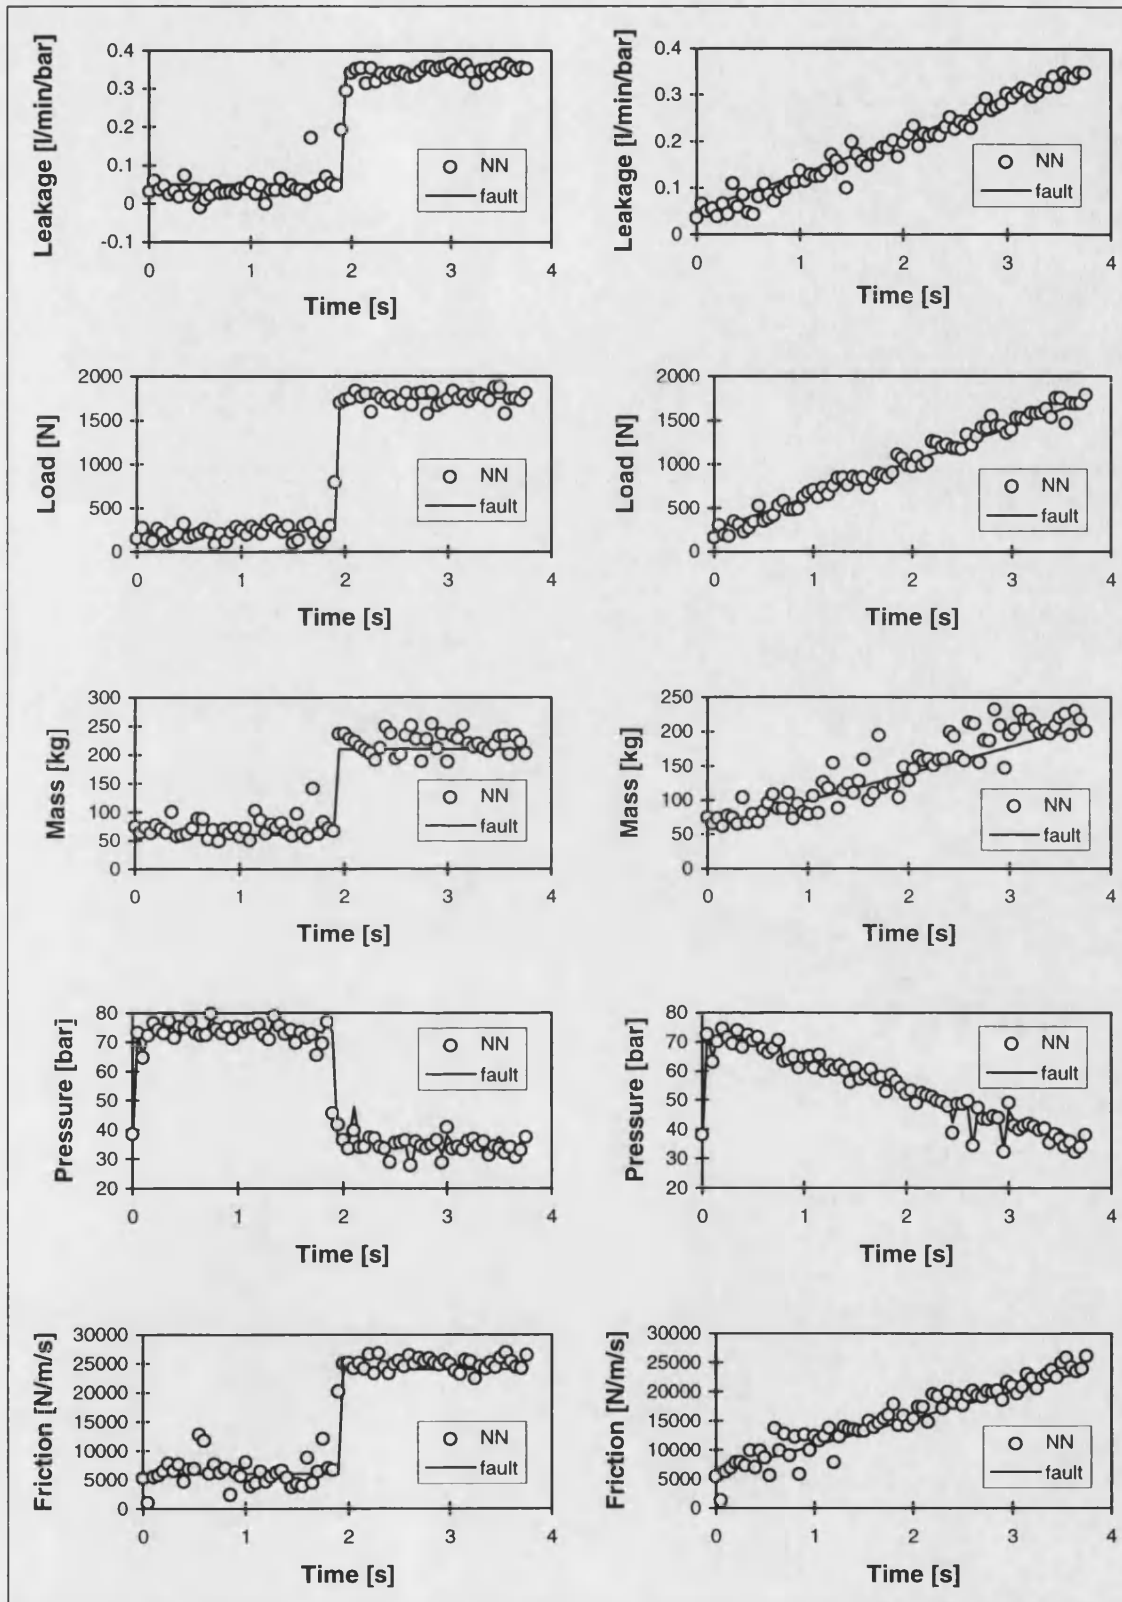 Leakage [l/min/bar]
0.4
0.3
0.2
0.1
0
-0.1
NN
fault
0 1 2 3 4
Time [s]
Leakage [l/min/bar]
0.4
0.3
0.2
0.1
0
NN
fault
0 1 2 3 4
Time [s]
Load [N]
2000
1500
1000
500
0
NN
fault
0 1 2 3 4
Time [s]
Load [N]
2000
1500
1000
500
0
NN
fault
0 1 2 3 4
Time [s]
Mass [kg]
300
250
200
150
100
50
0
NN
fault
0 1 2 3 4
Time [s]
Mass [kg]
250
200
150
100
50
0
NN
fault
0 1 2 3 4
Time [s]
Pressure [bar]
80
70
60
50
40
30
20
NN
fault
0 1 2 3 4
Time [s]
Pressure [bar]
80
70
60
50
40
30
20
NN
fault
0 1 2 3 4
Time [s]
Friction [N/m/s]
30000
25000
20000
15000
10000
5000
0
NN
fault
0 1 2 3 4
Time [s]
Friction [N/m/s]
30000
25000
20000
15000
10000
5000
0
NN
fault
0 1 2 3 4
Time [s]